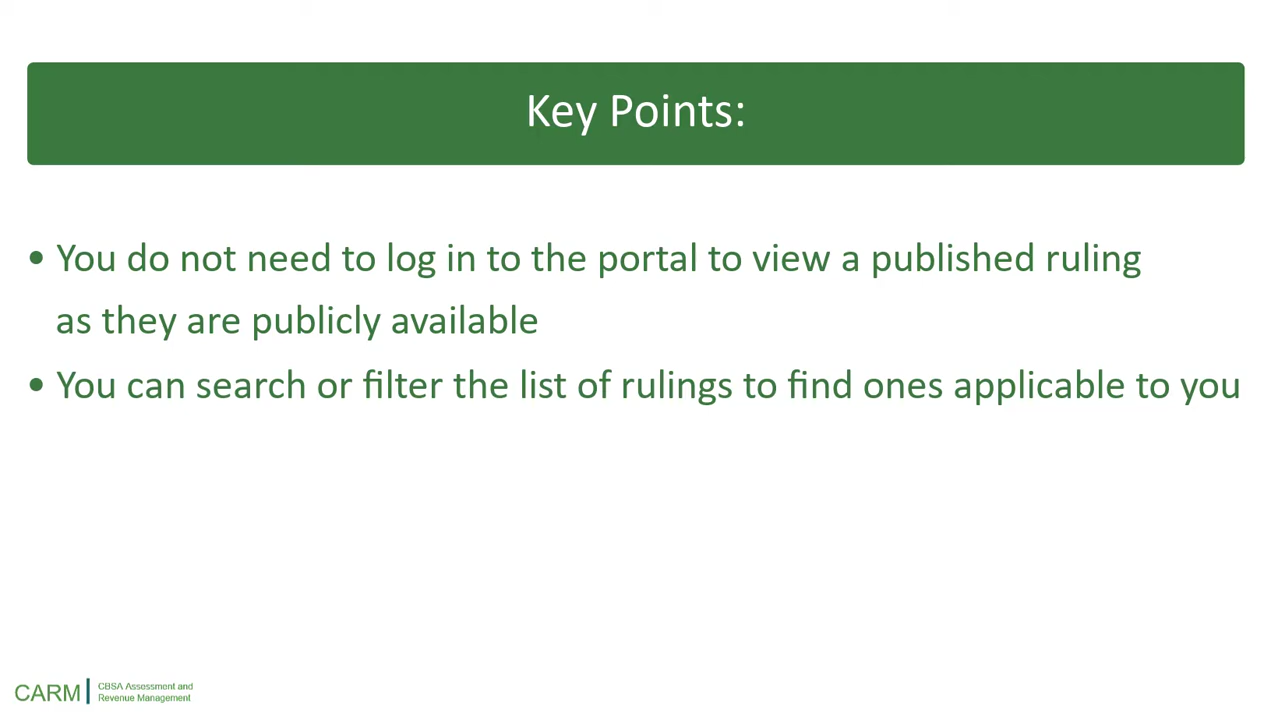 Key Points:
• You do not need to log in to the portal to view a published ruling
as they are publicly available
• You can search or filter the list of rulings to find ones applicable to you
CARM | CBSA Assessment and
Revenue Management